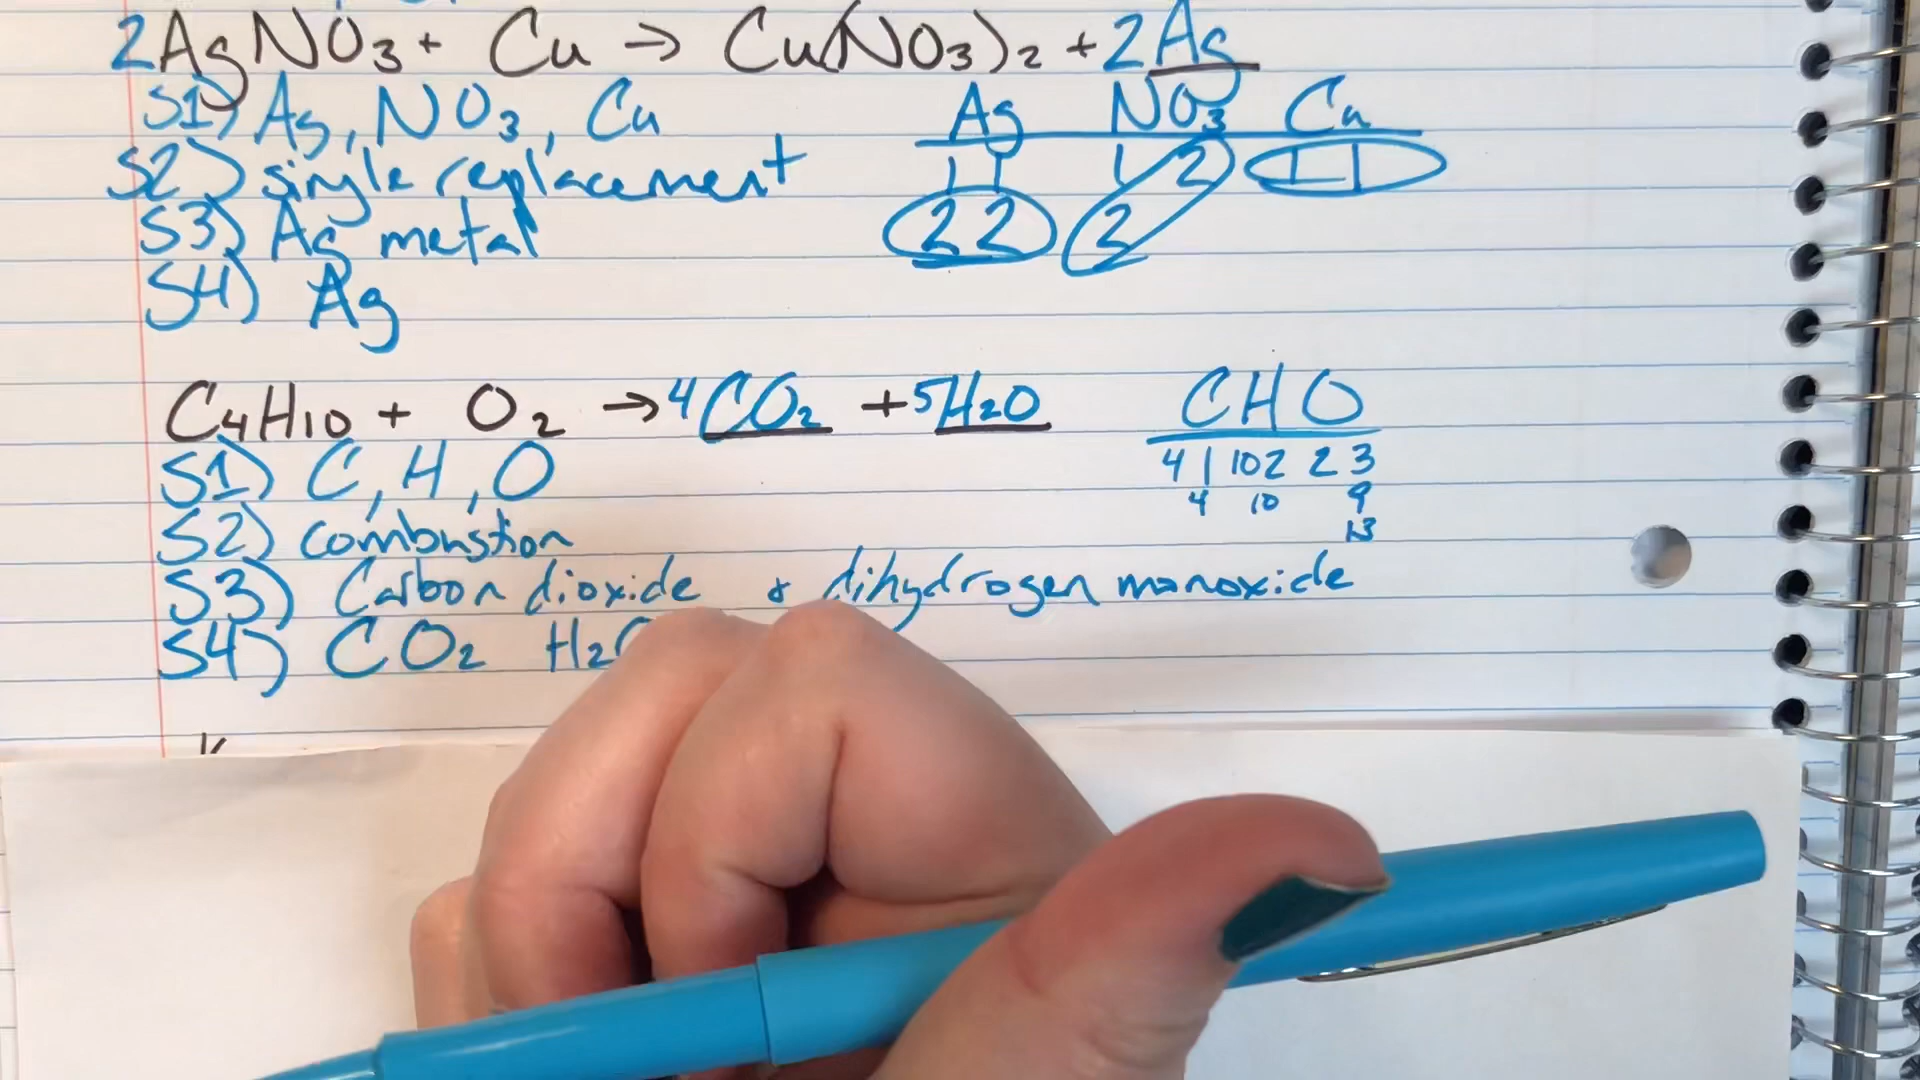 2AgNO3 + Cu → Cu(NO3)2 + 2Ag
S1) Ag, NO3, Cu
Ag NO3 Cu
S2) single replacement
1 1 1 2 1 1
S3) Ag metal
2 2 2
S4) Ag
C4H10 + O2 → 4CO2 + 5H2O
C H O
S1) C, H, O
4 1 10 2 2 3
4 10 9
S2) combustion
13
S3) Carbon dioxide & dihydrogen monoxide
S4) CO2 H2O